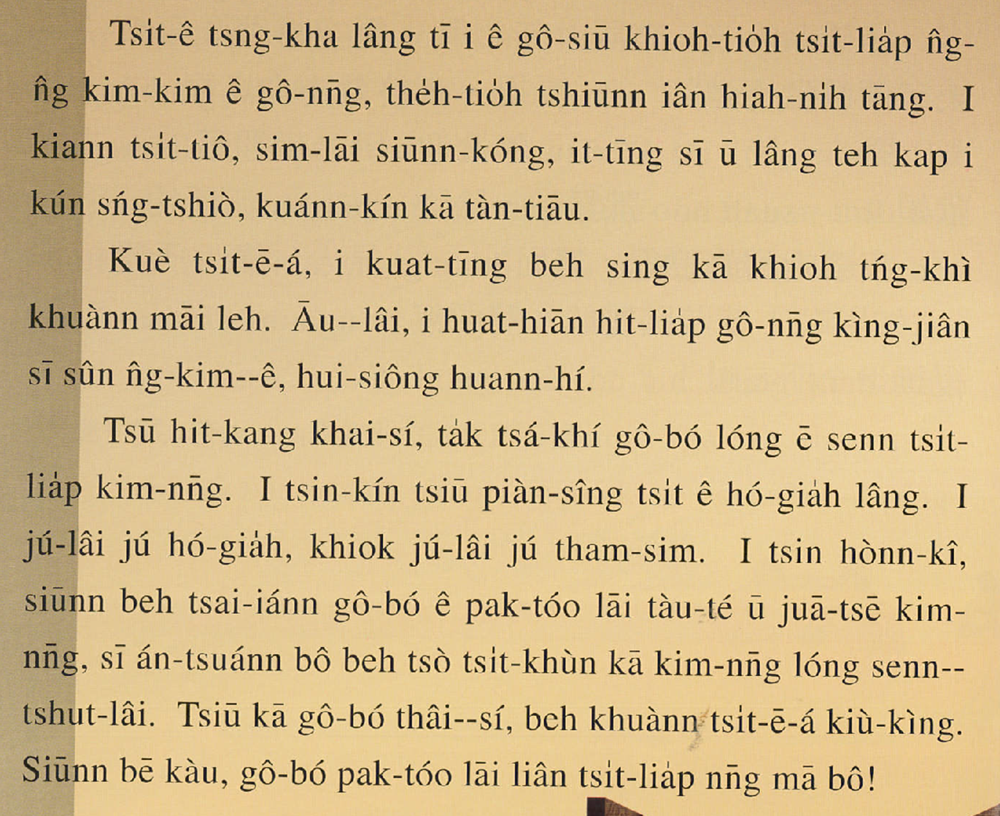 Tsi̍t-ê tsng-kha lâng tī i ê gô-siū khioh-tio̍h tsi̍t-lia̍p n̂g-
n̂g kim-kim ê gô-nn̄g, the̍h-tio̍h tshiūnn iân hiah-ni̍h tāng. I
kiann tsi̍t-tiô, sim-lāi siūnn-kóng, it-tīng sī ū lâng teh kap i
kún sńg-tshiò, kuánn-kín kā tàn-tiāu.
Kuè tsi̍t-ē-á, i kuat-tīng beh sing kā khioh tńg-khì
khuànn māi leh. Āu--lâi, i huat-hiān hit-lia̍p gô-nn̄g kìng-jiân
sī sûn n̂g-kim--ê, hui-siông huann-hí.
Tsū hit-kang khai-sí, ta̍k tsá-khí gô-bó lóng ē senn tsi̍t-
lia̍p kim-nn̄g. I tsin-kín tsiū piàn-sîng tsi̍t ê hó-gia̍h lâng. I
jú-lâi jú hó-gia̍h, khiok jú-lâi jú tham-sim. I tsin hònn-kî,
siūnn beh tsai-iánn gô-bó ê pak-tóo lāi tàu-té ū juā-tsē kim-
nn̄g, sī án-tsuánn bô beh tsò tsi̍t-khùn kā kim-nn̄g lóng senn--
tshut-lâi. Tsiū kā gô-bó thâi--sí, beh khuànn tsi̍t-ē-á kiù-kìng.
Siūnn bē kàu, gô-bó pak-tóo lāi liân tsi̍t-lia̍p nn̄g mā bô!